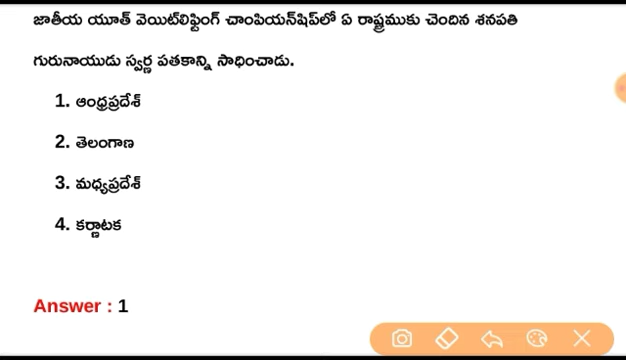 జాతీయ యూత్ వెయిట్‌లిఫ్టింగ్ చాంపియన్‌షిప్‌లో ఏ రాష్ట్రముకు చెందిన శనపతి
గురునాయుడు స్వర్ణ పతకాన్ని సాధించాడు.
1. ఆంధ్రప్రదేశ్
2. తెలంగాణ
3. మధ్యప్రదేశ్
4. కర్ణాటక
Answer : 1